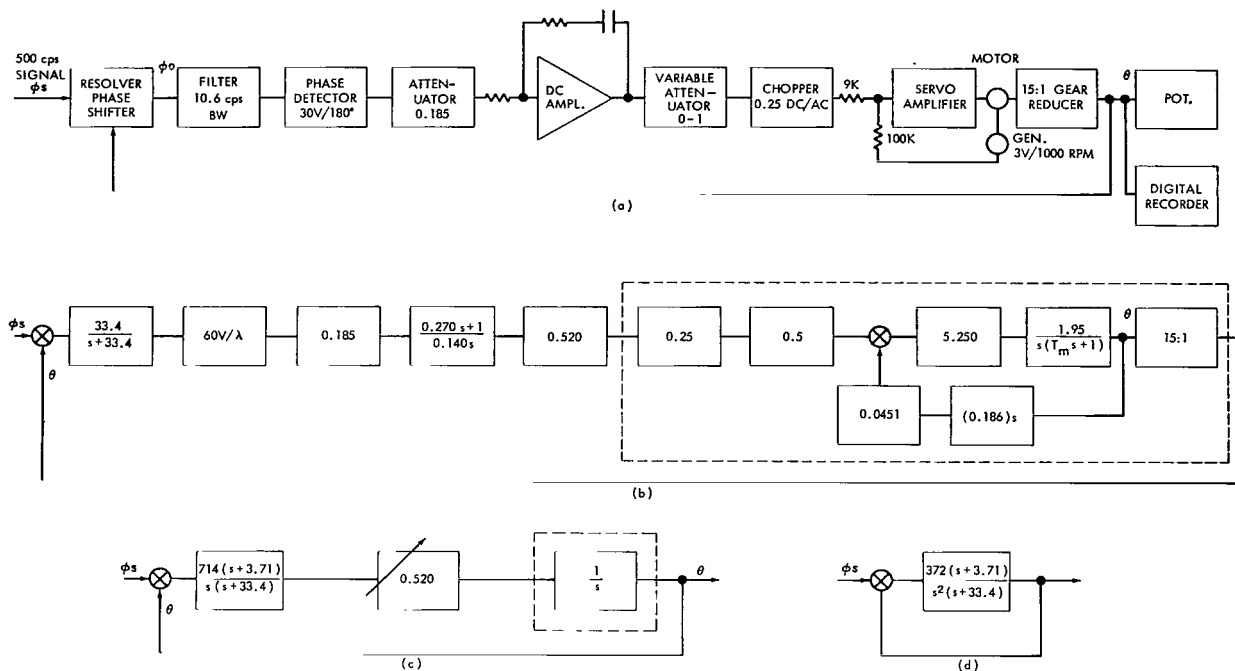 500 cps
SIGNAL
ϕs
RESOLVER
PHASE
SHIFTER
ϕo
FILTER
10.6 cps
BW
PHASE
DETECTOR
30V/180°
ATTEN-
UATOR
0.185
DC
AMPL.
VARIABLE
ATTEN-
UATOR
0-1
CHOPPER
0.25 DC/AC
9K
100K
SERVO
AMPLIFIER
MOTOR
GEN.
3V/1000 RPM
15:1 GEAR
REDUCER
θ
POT.
DIGITAL
RECORDER
(a)
ϕs
θ
33.4
s+33.4
60V/λ
0.185
0.270 s+1
0.140s
0.520
0.25
0.5
5.250
1.95
s(Tm s+1)
θ
15:1
0.0451
(0.186)s
(b)
ϕs
θ
714(s+3.71)
s(s+33.4)
0.520
1
s
θ
(c)
ϕs
372(s+3.71)
s²(s+33.4)
(d)